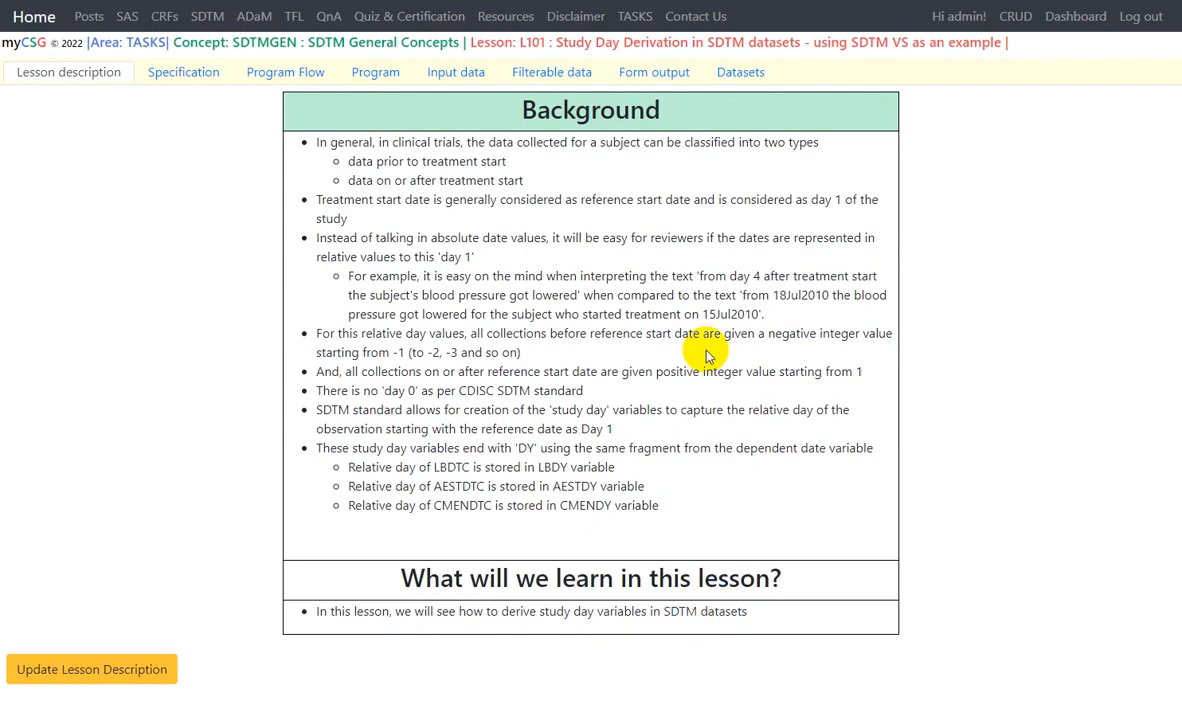 Home Posts SAS CRFs SDTM ADaM TFL QnA Quiz & Certification Resources Disclaimer TASKS Contact Us Hi admin! CRUD Dashboard Log out
myCSG © 2022 |Area: TASKS| Concept: SDTMGEN : SDTM General Concepts | Lesson: L101 : Study Day Derivation in SDTM datasets - using SDTM VS as an example |
Lesson description Specification Program Flow Program Input data Filterable data Form output Datasets
Background
In general, in clinical trials, the data collected for a subject can be classified into two types
data prior to treatment start
data on or after treatment start
Treatment start date is generally considered as reference start date and is considered as day 1 of the
study
Instead of talking in absolute date values, it will be easy for reviewers if the dates are represented in
relative values to this 'day 1'
For example, it is easy on the mind when interpreting the text 'from day 4 after treatment start
the subject's blood pressure got lowered' when compared to the text 'from 18Jul2010 the blood
pressure got lowered for the subject who started treatment on 15Jul2010'.
For this relative day values, all collections before reference start date are given a negative integer value
starting from -1 (to -2, -3 and so on)
And, all collections on or after reference start date are given positive integer value starting from 1
There is no 'day 0' as per CDISC SDTM standard
SDTM standard allows for creation of the 'study day' variables to capture the relative day of the
observation starting with the reference date as Day 1
These study day variables end with 'DY' using the same fragment from the dependent date variable
Relative day of LBDTC is stored in LBDY variable
Relative day of AESTDTC is stored in AESTDY variable
Relative day of CMENDTC is stored in CMENDY variable
What will we learn in this lesson?
In this lesson, we will see how to derive study day variables in SDTM datasets
Update Lesson Description